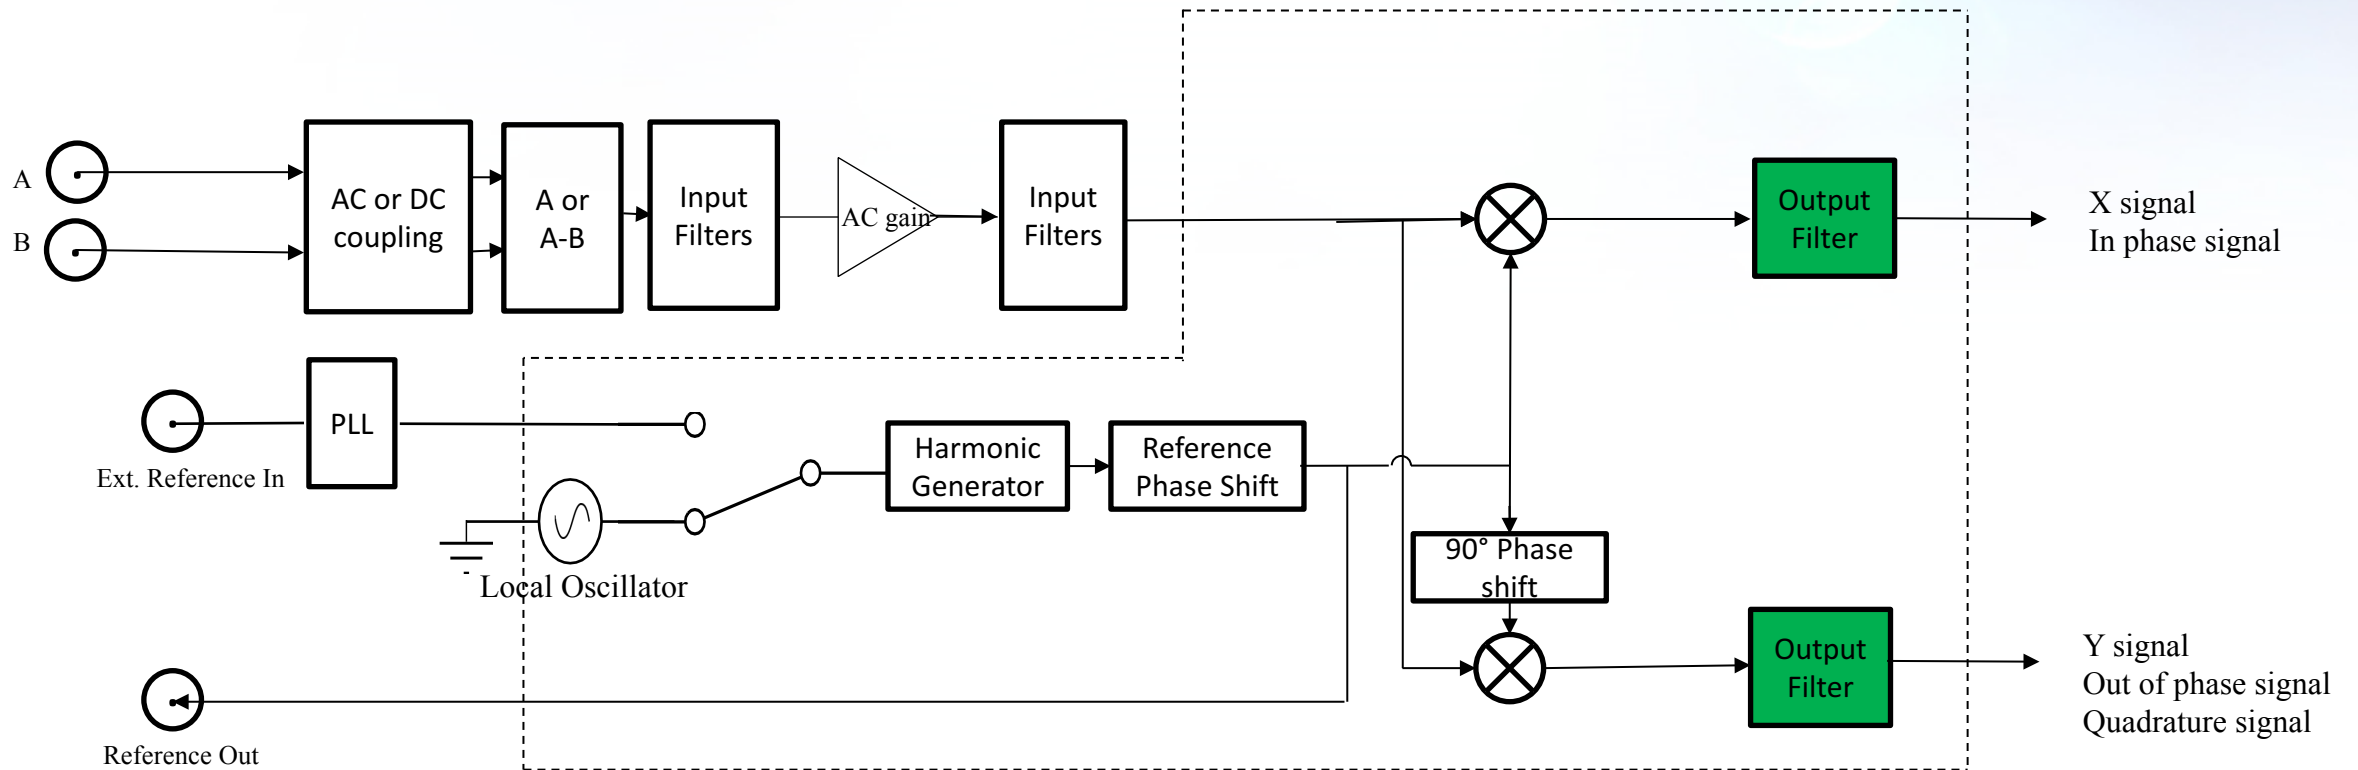 A
B
AC or DC
coupling
A or
A-B
Input
Filters
AC gain
Input
Filters
Output
Filter
X signal
In phase signal
Ext. Reference In
PLL
Local Oscillator
Harmonic
Generator
Reference
Phase Shift
90° Phase
shift
Output
Filter
Y signal
Out of phase signal
Quadrature signal
Reference Out